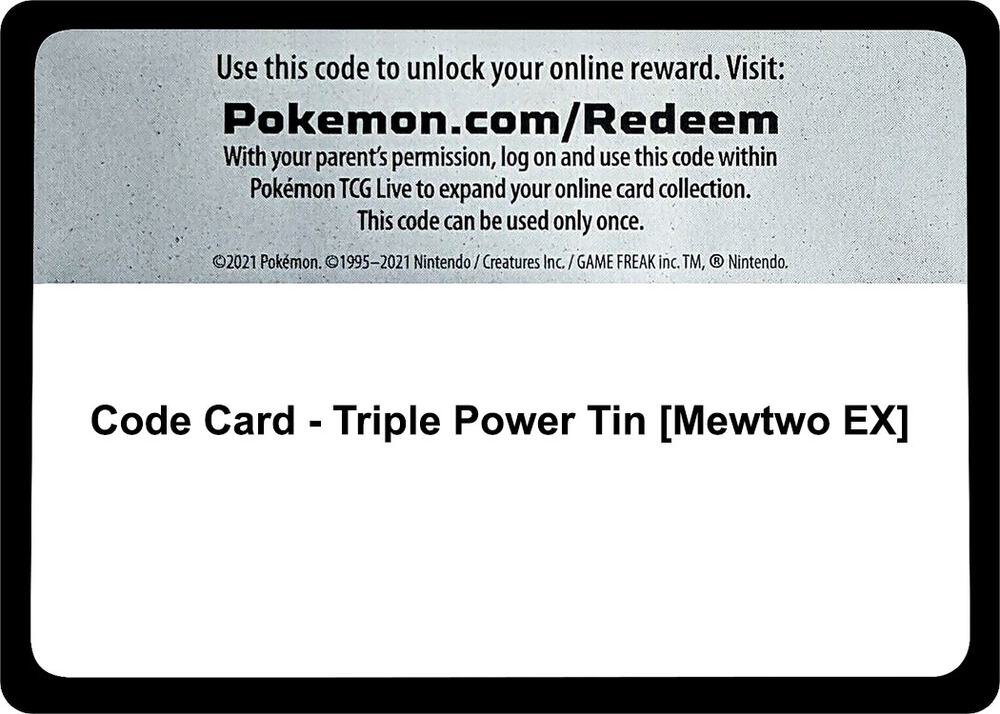 Use this code to unlock your online reward. Visit:
Pokemon.com/Redeem
With your parent's permission, log on and use this code within
Pokémon TCG Live to expand your online card collection.
This code can be used only once.
©2021 Pokémon. ©1995–2021 Nintendo / Creatures Inc. / GAME FREAK inc. TM, ® Nintendo.
Code Card - Triple Power Tin [Mewtwo EX]